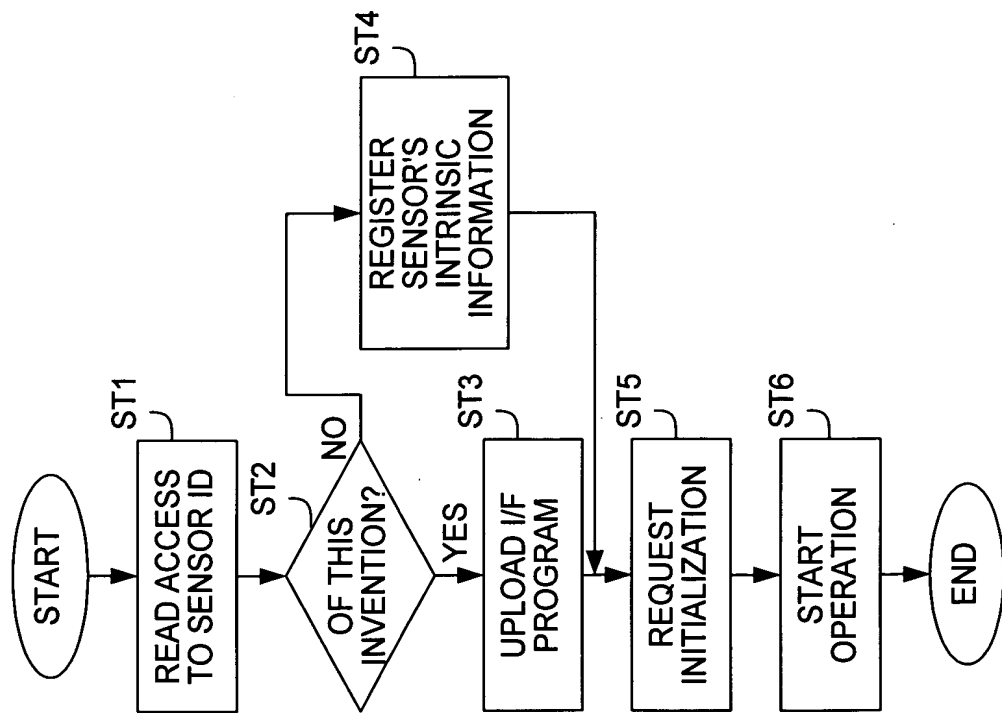 START
ST1
READ ACCESS
TO SENSOR ID
ST2
OF THIS
INVENTION?
NO
YES
ST4
REGISTER
SENSOR'S
INTRINSIC
INFORMATION
ST3
UPLOAD I/F
PROGRAM
ST5
REQUEST
INITIALIZATION
ST6
START
OPERATION
END